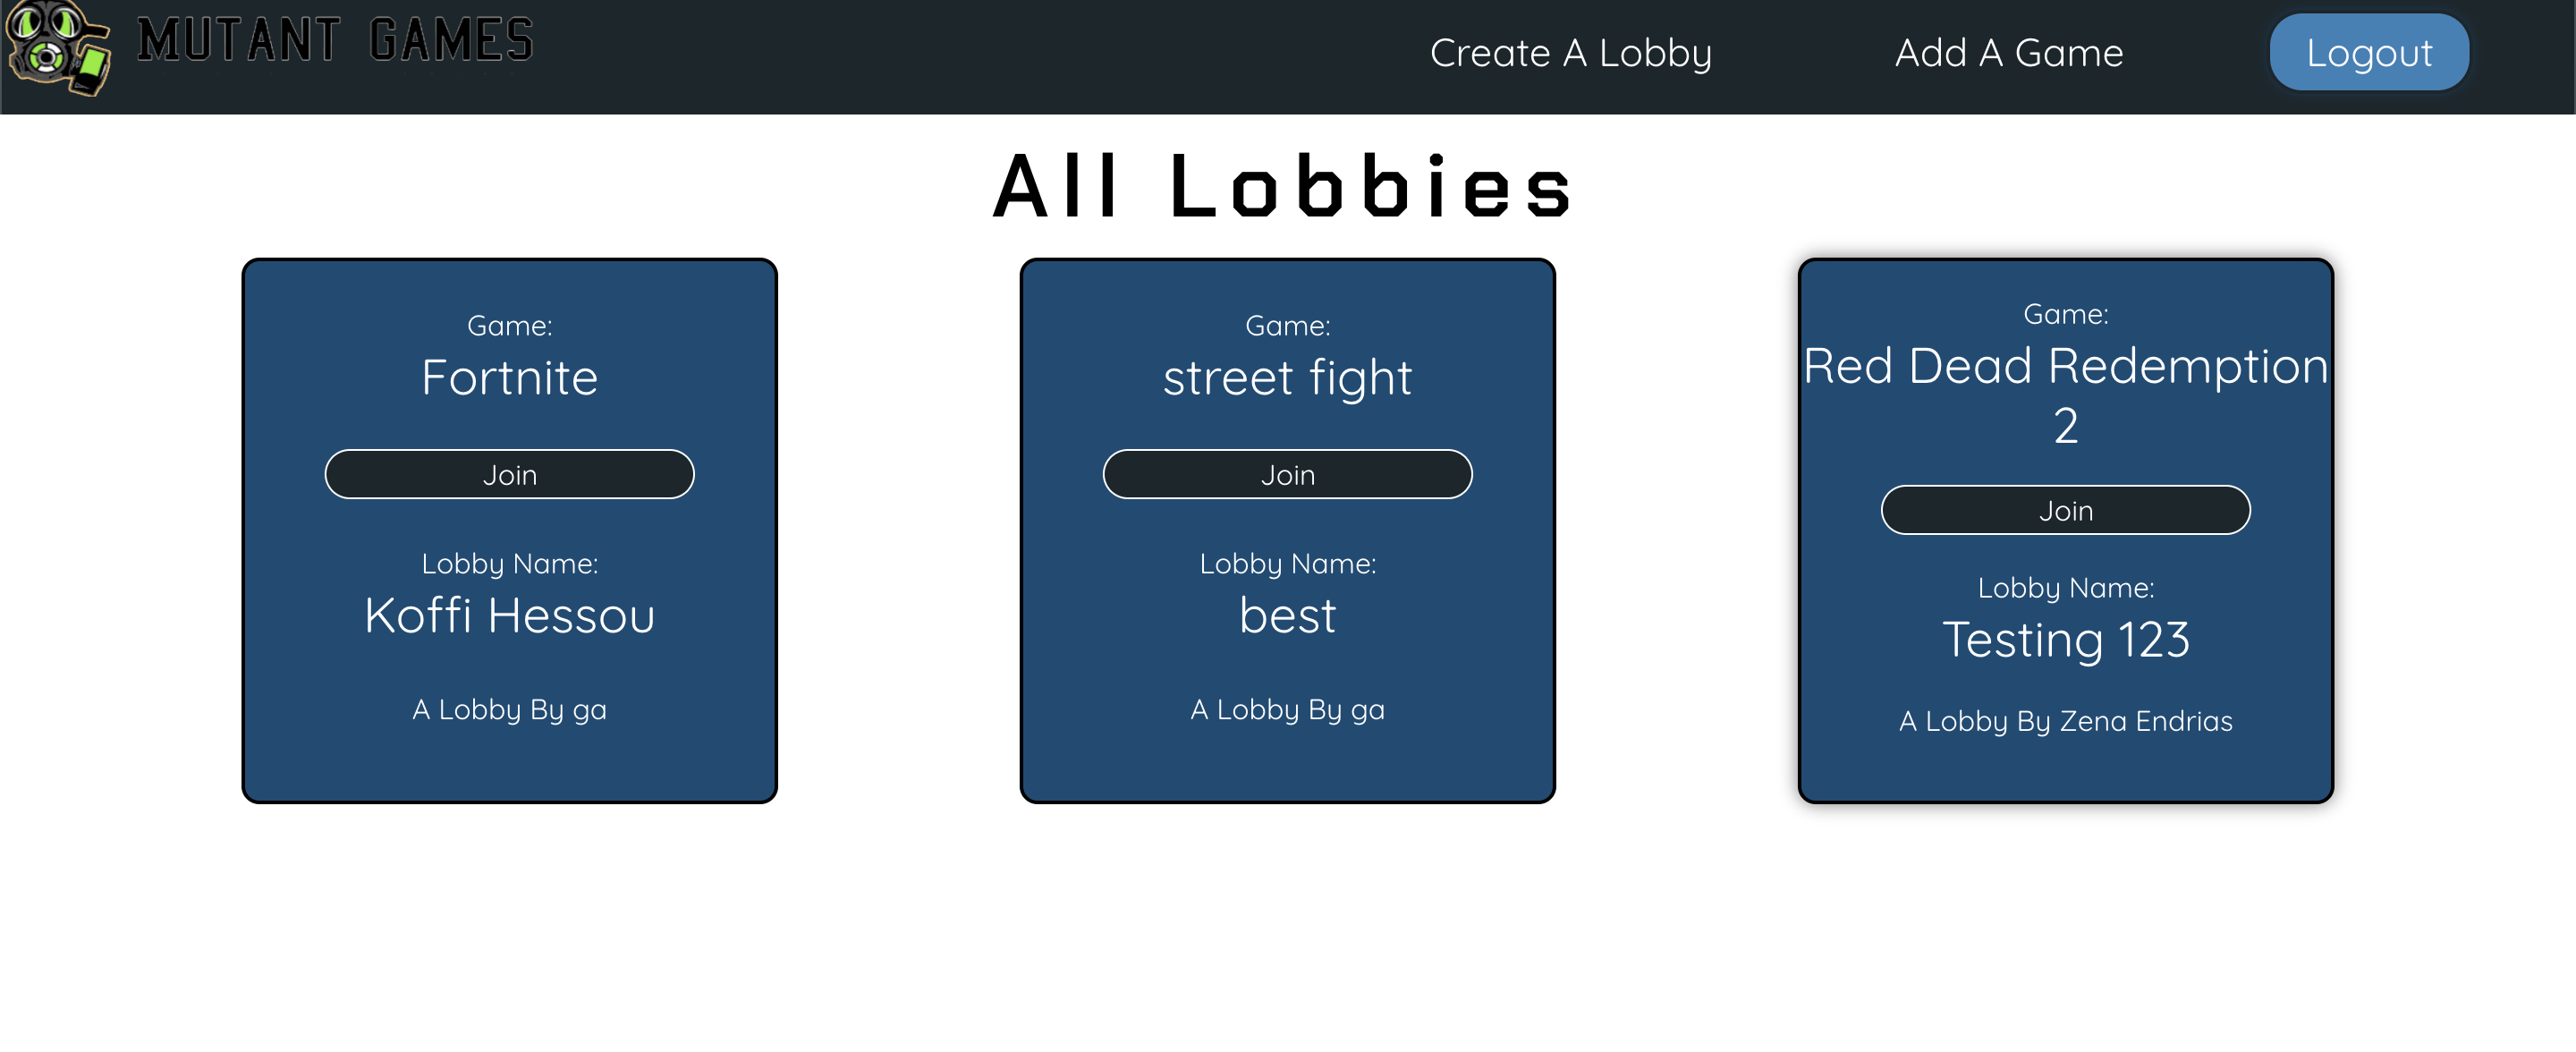 MUTANT GAMES
Create A Lobby
Add A Game
Logout
All Lobbies
Game:
Fortnite
Join
Lobby Name:
Koffi Hessou
A Lobby By ga
Game:
street fight
Join
Lobby Name:
best
A Lobby By ga
Game:
Red Dead Redemption
2
Join
Lobby Name:
Testing 123
A Lobby By Zena Endrias